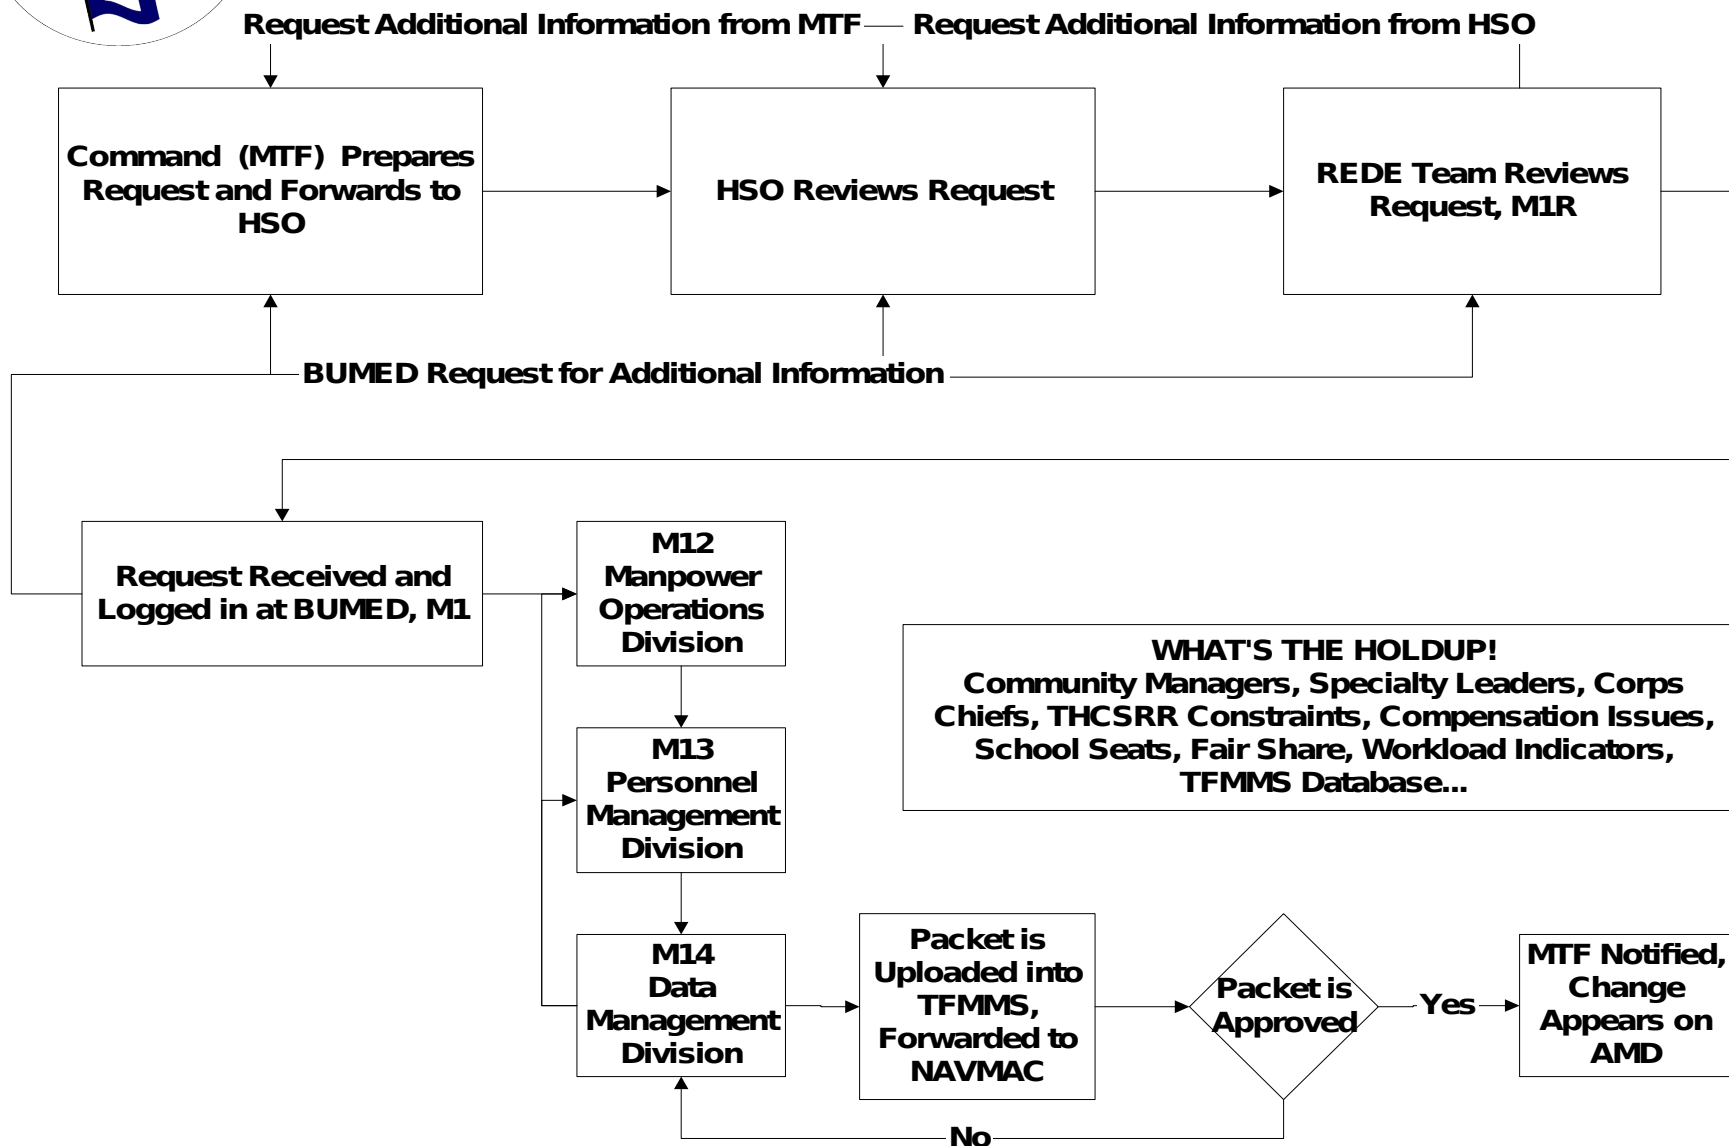 Request Additional Information from MTF
Request Additional Information from HSO
Command (MTF) Prepares
Request and Forwards to
HSO
HSO Reviews Request
REDE Team Reviews
Request, M1R
BUMED Request for Additional Information
Request Received and
Logged in at BUMED, M1
M12
Manpower
Operations
Division
WHAT'S THE HOLDUP!
Community Managers, Specialty Leaders, Corps
Chiefs, THCSRR Constraints, Compensation Issues,
School Seats, Fair Share, Workload Indicators,
TFMMS Database...
M13
Personnel
Management
Division
M14
Data
Management
Division
Packet is
Uploaded into
TFMMS,
Forwarded to
NAVMAC
Packet is
Approved
Yes
MTF Notified,
Change
Appears on
AMD
No